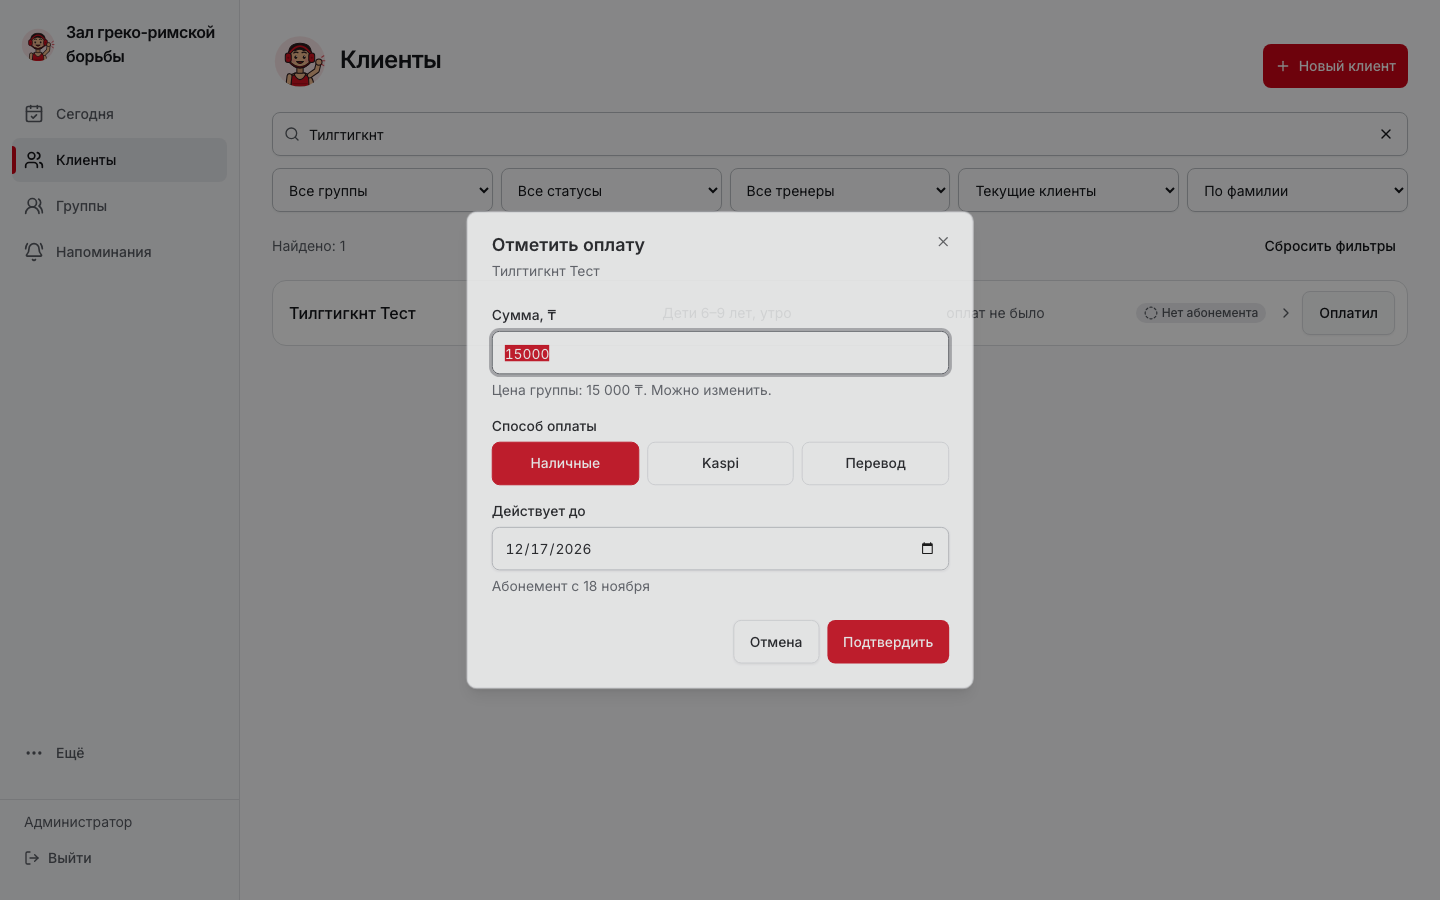 Зал греко-римской
борьбы
Сегодня
Клиенты
Группы
Напоминания
Ещё
Администратор
Выйти
Клиенты
Новый клиент
Тилгтигкнт
Все группы
Все статусы
Все тренеры
Текущие клиенты
По фамилии
Найдено: 1
Сбросить фильтры
Тилгтигкнт Тест
Дети 6–9 лет, утро
оплат не было
Нет абонемента
Оплатил
Отметить оплату
Тилгтигкнт Тест
Сумма, ₸
15000
Цена группы: 15 000 ₸. Можно изменить.
Способ оплаты
Наличные
Kaspi
Перевод
Действует до
12/17/2026
Абонемент с 18 ноября
Отмена
Подтвердить